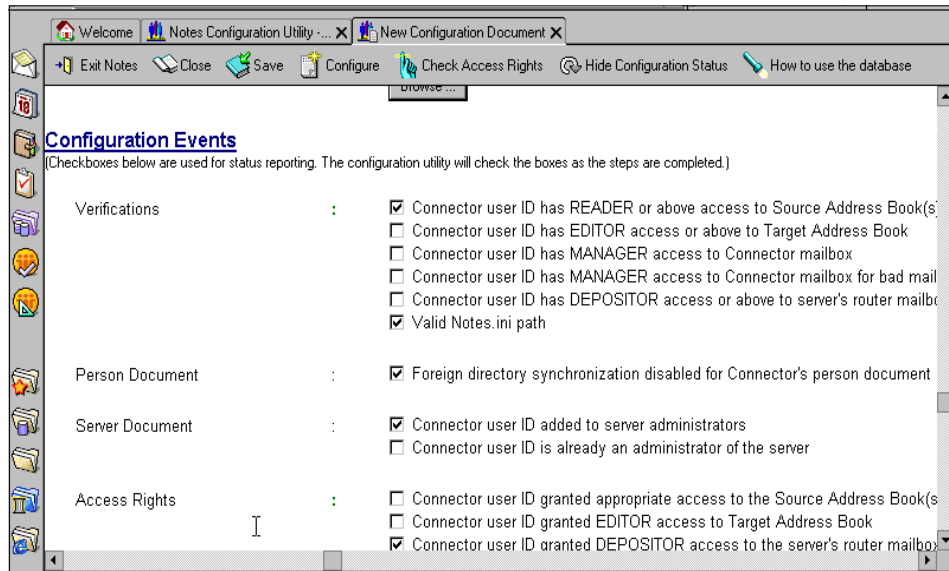 Welcome
Notes Configuration Utility -...
New Configuration Document
Exit Notes
Close
Save
Configure
Check Access Rights
Hide Configuration Status
How to use the database
Browse ...
Configuration Events
(Checkboxes below are used for status reporting. The configuration utility will check the boxes as the steps are completed.)
Verifications :
Connector user ID has READER or above access to Source Address Book(s)
Connector user ID has EDITOR access or above to Target Address Book
Connector user ID has MANAGER access to Connector mailbox
Connector user ID has MANAGER access to Connector mailbox for bad mail
Connector user ID has DEPOSITOR access or above to server's router mailbo
Valid Notes.ini path
Person Document :
Foreign directory synchronization disabled for Connector's person document
Server Document :
Connector user ID added to server administrators
Connector user ID is already an administrator of the server
Access Rights :
Connector user ID granted appropriate access to the Source Address Book(s
Connector user ID granted EDITOR access to Target Address Book
Connector user ID granted DEPOSITOR access to the server's router mailbox